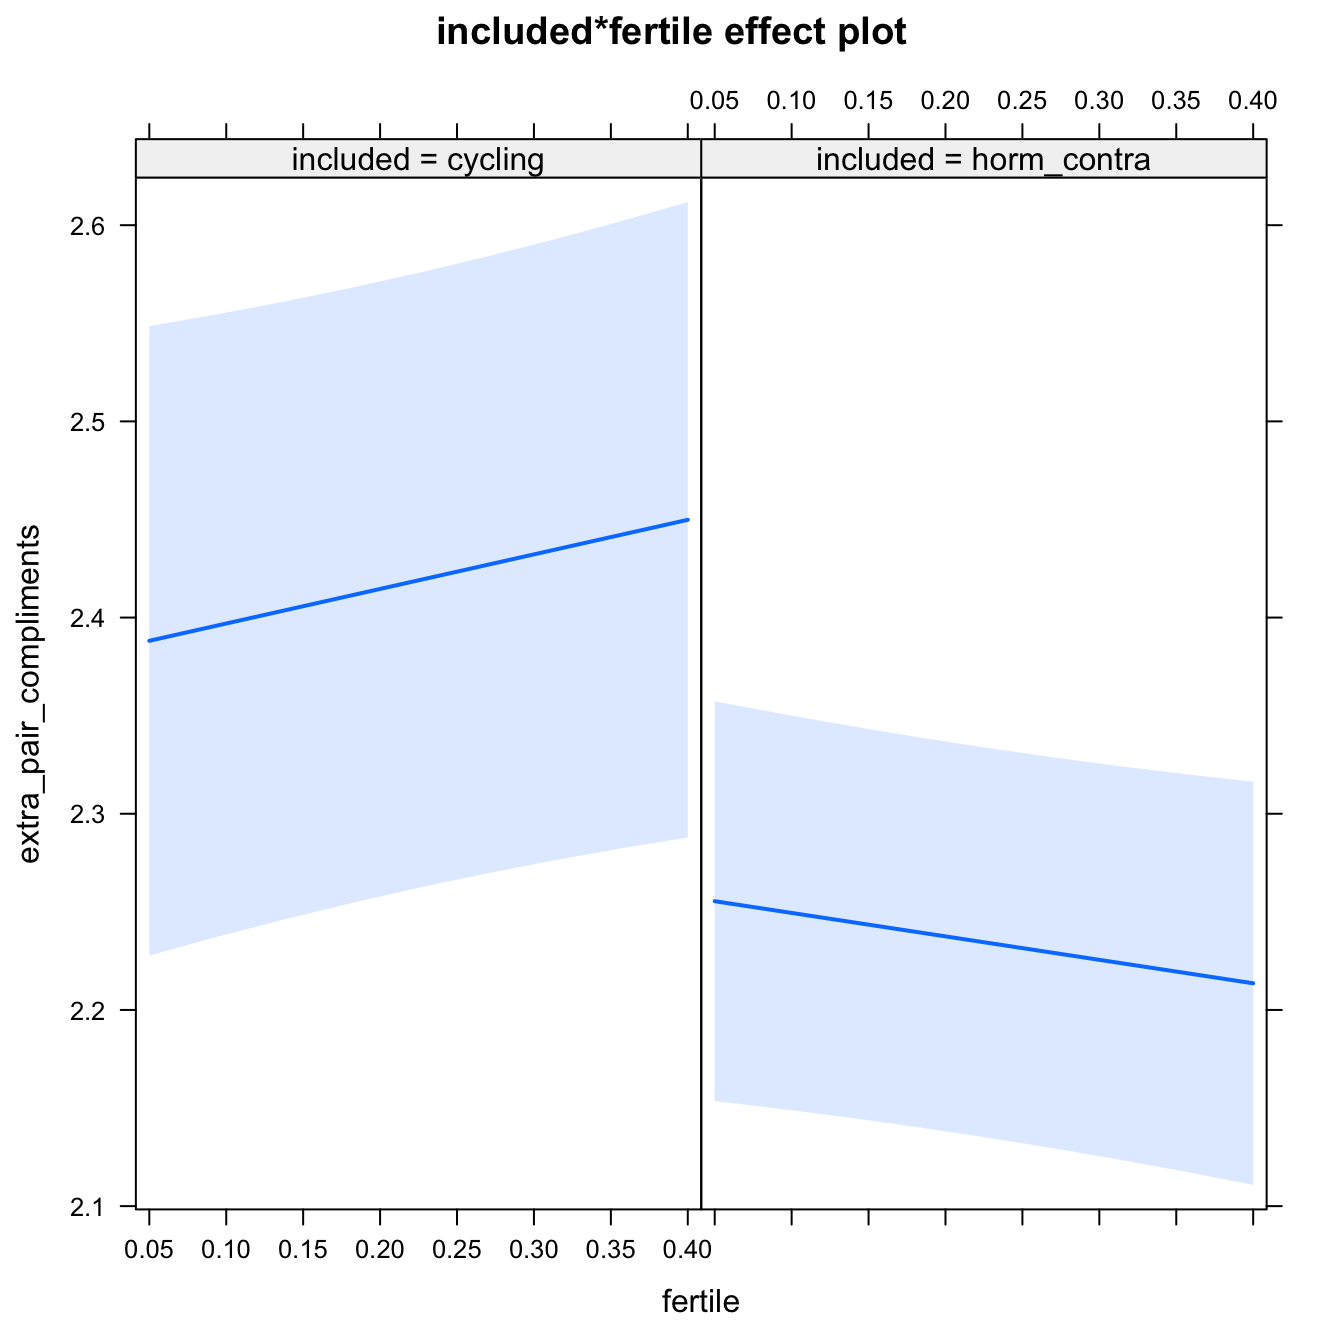 included*fertile effect plot
0.05 0.10 0.15 0.20 0.25 0.30 0.35 0.40
included = cycling
included = horm_contra
2.6
2.5
2.4
2.3
2.2
2.1
extra_pair_compliments
0.05 0.10 0.15 0.20 0.25 0.30 0.35 0.40
fertile